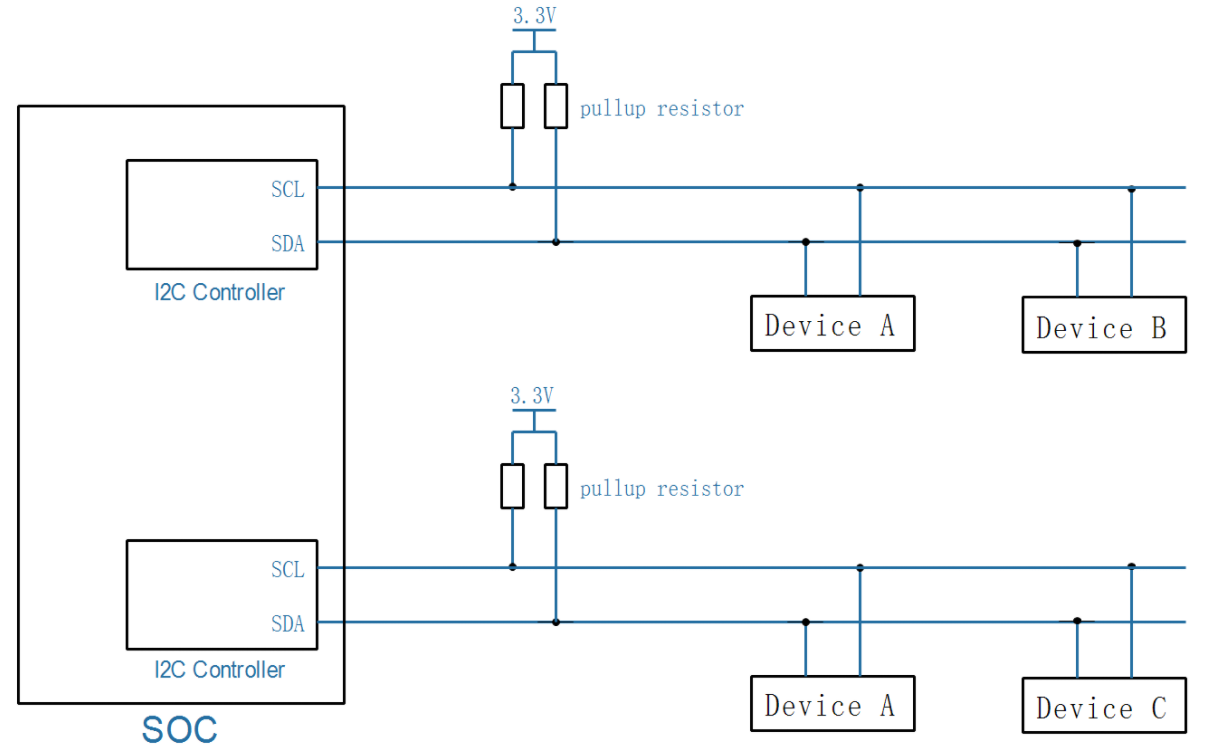 3.3V
pullup resistor
SCL
SDA
I2C Controller
Device A
Device B
3.3V
pullup resistor
SCL
SDA
I2C Controller
Device A
Device C
SOC